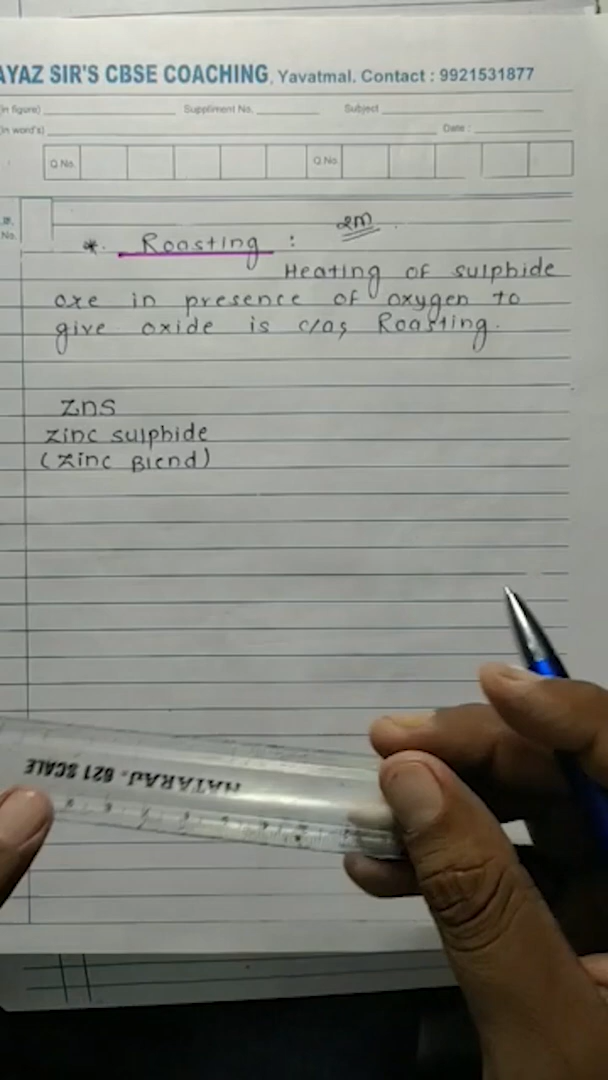 AYAZ SIR'S CBSE COACHING, Yavatmal. Contact : 9921531877
(in figure) Suppliment No. Subject
(in word's) Date :
Q.No. Q.No.
No.
2M
*. Roasting :
Heating of sulphide
ore in presence of oxygen to
give oxide is c/as Roasting.
ZnS
zinc sulphide
(Zinc Blend)
NATARAJ. 621 SCALE